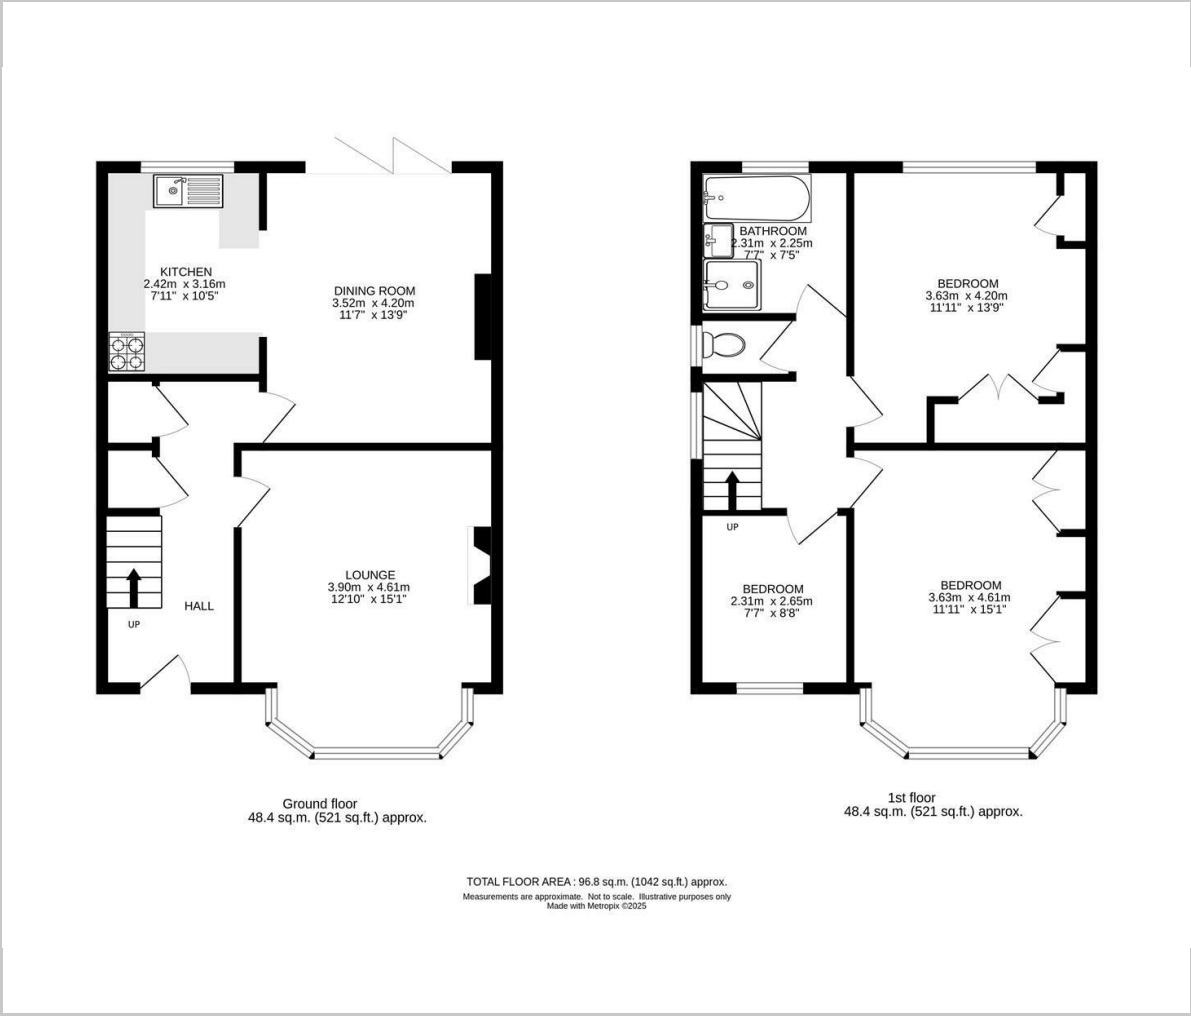 KITCHEN
2.42m x 3.16m
7'11" x 10'5"
DINING ROOM
3.52m x 4.20m
11'7" x 13'9"
LOUNGE
3.90m x 4.61m
12'10" x 15'1"
HALL
UP
Ground floor
48.4 sq.m. (521 sq.ft.) approx.
BATHROOM
2.31m x 2.25m
7'7" x 7'5"
BEDROOM
3.63m x 4.20m
11'11" x 13'9"
UP
BEDROOM
2.31m x 2.65m
7'7" x 8'8"
BEDROOM
3.63m x 4.61m
11'11" x 15'1"
1st floor
48.4 sq.m. (521 sq.ft.) approx.
TOTAL FLOOR AREA : 96.8 sq.m. (1042 sq.ft.) approx.
Measurements are approximate. Not to scale. Illustrative purposes only
Made with Metropix ©2025